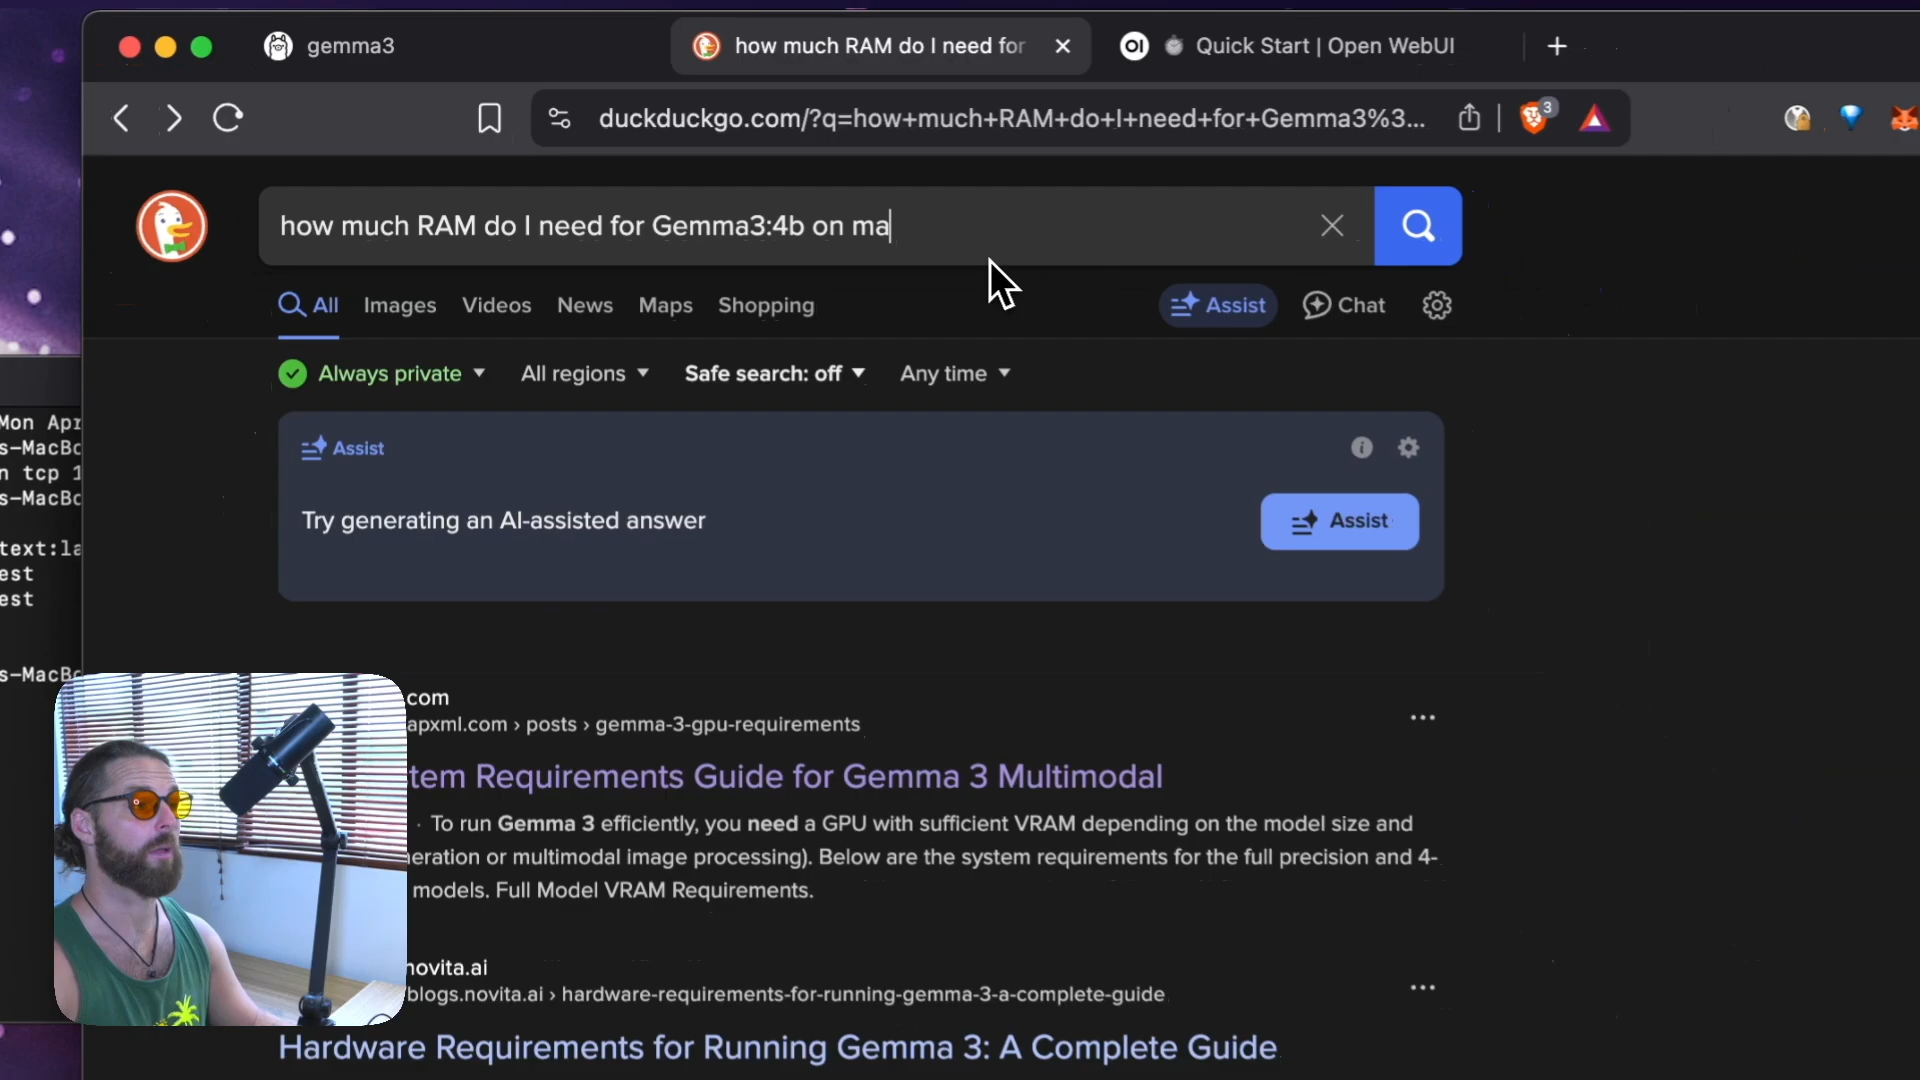 gemma3
how much RAM do I need for
OI
Quick Start | Open WebUI
duckduckgo.com/?q=how+much+RAM+do+I+need+for+Gemma3%3...
3
how much RAM do I need for Gemma3:4b on ma
All
Images
Videos
News
Maps
Shopping
Assist
Chat
Always private
All regions
Safe search: off
Any time
Mon Apr
s-MacBo
n tcp 1
s-MacBo
text:la
est
est
s-MacBo
Assist
Try generating an AI-assisted answer
Assist
com
apxml.com › posts › gemma-3-gpu-requirements
tem Requirements Guide for Gemma 3 Multimodal
· To run Gemma 3 efficiently, you need a GPU with sufficient VRAM depending on the model size and
eration or multimodal image processing). Below are the system requirements for the full precision and 4-
models. Full Model VRAM Requirements.
novita.ai
blogs.novita.ai › hardware-requirements-for-running-gemma-3-a-complete-guide
Hardware Requirements for Running Gemma 3: A Complete Guide